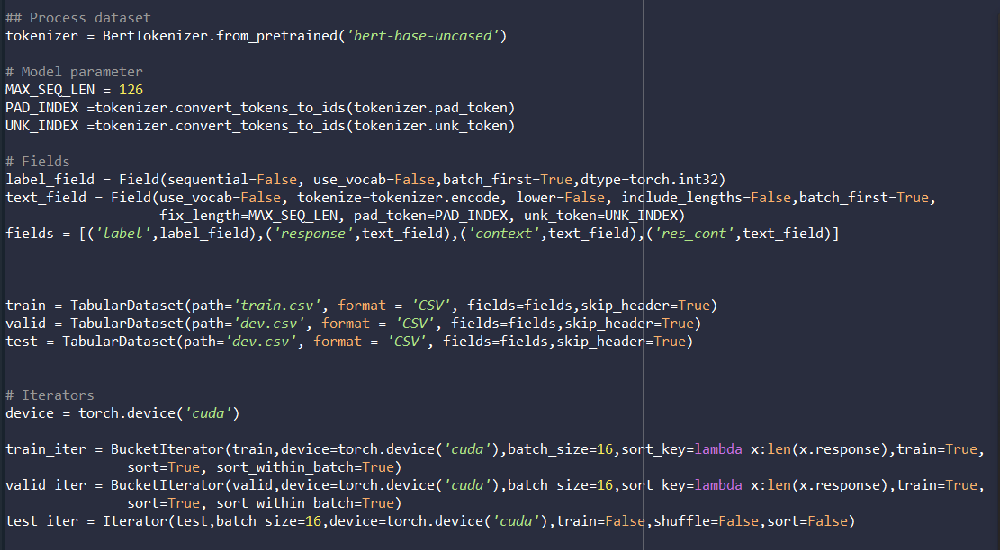 ## Process dataset
tokenizer = BertTokenizer.from_pretrained('bert-base-uncased')
# Model parameter
MAX_SEQ_LEN = 126
PAD_INDEX =tokenizer.convert_tokens_to_ids(tokenizer.pad_token)
UNK_INDEX =tokenizer.convert_tokens_to_ids(tokenizer.unk_token)
# Fields
label_field = Field(sequential=False, use_vocab=False,batch_first=True,dtype=torch.int32)
text_field = Field(use_vocab=False, tokenize=tokenizer.encode, lower=False, include_lengths=False,batch_first=True,
fix_length=MAX_SEQ_LEN, pad_token=PAD_INDEX, unk_token=UNK_INDEX)
fields = [('label',label_field),('response',text_field),('context',text_field),('res_cont',text_field)]
train = TabularDataset(path='train.csv', format = 'CSV', fields=fields,skip_header=True)
valid = TabularDataset(path='dev.csv', format = 'CSV', fields=fields,skip_header=True)
test = TabularDataset(path='dev.csv', format = 'CSV', fields=fields,skip_header=True)
# Iterators
device = torch.device('cuda')
train_iter = BucketIterator(train,device=torch.device('cuda'),batch_size=16,sort_key=lambda x:len(x.response),train=True,
sort=True, sort_within_batch=True)
valid_iter = BucketIterator(valid,device=torch.device('cuda'),batch_size=16,sort_key=lambda x:len(x.response),train=True,
sort=True, sort_within_batch=True)
test_iter = Iterator(test,batch_size=16,device=torch.device('cuda'),train=False,shuffle=False,sort=False)